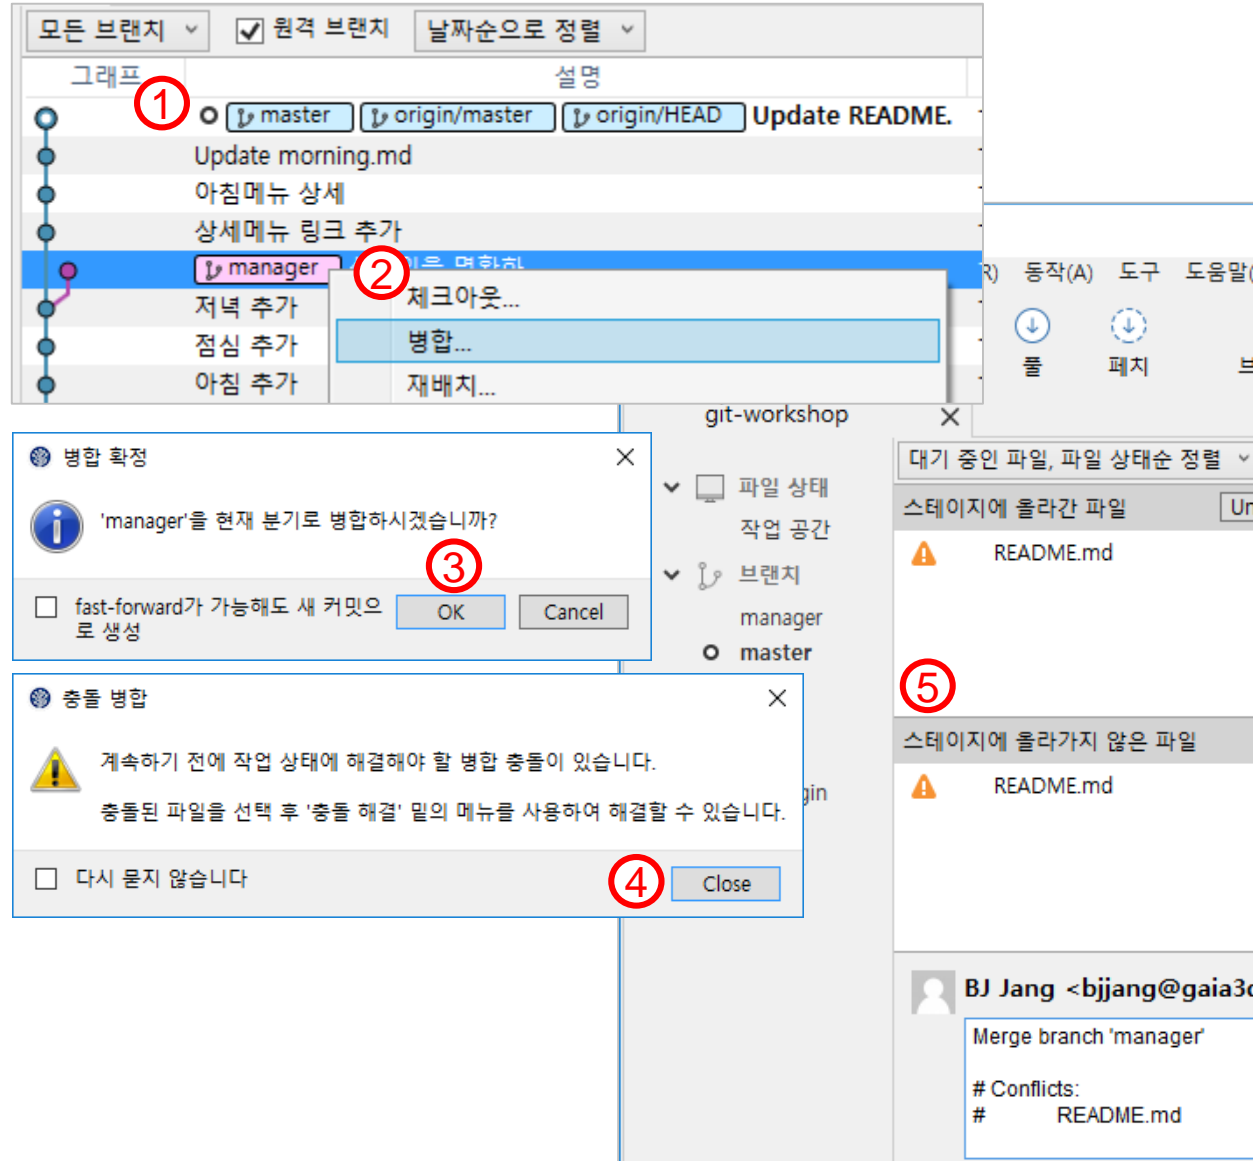 모든 브랜치 원격 브랜치 날짜순으로 정렬
그래프 설명
1 master origin/master origin/HEAD Update README.
Update morning.md
아침메뉴 상세
상세메뉴 링크 추가
manager
2
저녁 추가
점심 추가
아침 추가
체크아웃...
병합...
재배치...
동작(A) 도구 도움말(
풀 페치
git-workshop
병합 확정
'manager'을 현재 분기로 병합하시겠습니까?
3
fast-forward가 가능해도 새 커밋으
로 생성
OK Cancel
충돌 병합
계속하기 전에 작업 상태에 해결해야 할 병합 충돌이 있습니다.
충돌된 파일을 선택 후 '충돌 해결' 밑의 메뉴를 사용하여 해결할 수 있습니다.
다시 묻지 않습니다
4 Close
파일 상태
작업 공간
브랜치
manager
master
대기 중인 파일, 파일 상태순 정렬
스테이지에 올라간 파일 Un
README.md
5
스테이지에 올라가지 않은 파일
README.md
BJ Jang <bjjang@gaia3
Merge branch 'manager'
# Conflicts:
# README.md